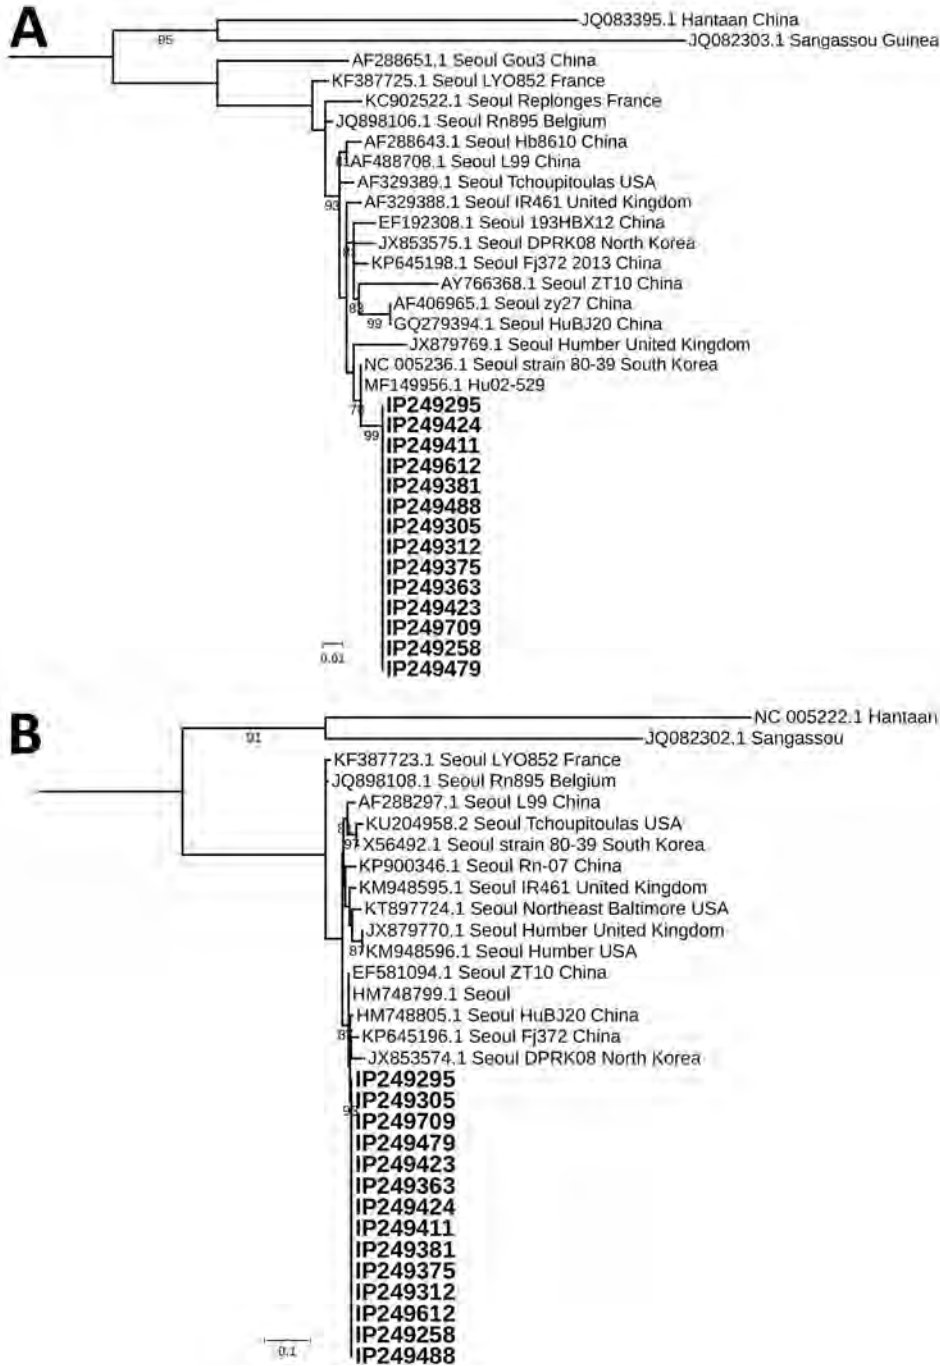 A
JQ083395.1 Hantaan China
95
JQ082303.1 Sangassou Guinea
AF288651.1 Seoul Gou3 China
KF387725.1 Seoul LYO852 France
KC902522.1 Seoul Replonges France
JQ898106.1 Seoul Rn895 Belgium
AF288643.1 Seoul Hb8610 China
AF488708.1 Seoul L99 China
AF329389.1 Seoul Tchoupitoulas USA
93
AF329388.1 Seoul IR461 United Kingdom
EF192308.1 Seoul 193HBX12 China
JX853575.1 Seoul DPRK08 North Korea
KP645198.1 Seoul Fj372 2013 China
AY766368.1 Seoul ZT10 China
AF406965.1 Seoul zy27 China
99
GQ279394.1 Seoul HuBJ20 China
JX879769.1 Seoul Humber United Kingdom
NC 005236.1 Seoul strain 80-39 South Korea
MF149956.1 Hu02-529
IP249295
IP249424
99
IP249411
IP249612
IP249381
IP249488
IP249305
IP249312
IP249375
IP249363
IP249423
IP249709
IP249258
0.01
IP249479
B
NC 005222.1 Hantaan
91
JQ082302.1 Sangassou
KF387723.1 Seoul LYO852 France
JQ898108.1 Seoul Rn895 Belgium
AF288297.1 Seoul L99 China
KU204958.2 Seoul Tchoupitoulas USA
X56492.1 Seoul strain 80-39 South Korea
KP900346.1 Seoul Rn-07 China
KM948595.1 Seoul IR461 United Kingdom
KT897724.1 Seoul Northeast Baltimore USA
JX879770.1 Seoul Humber United Kingdom
87
KM948596.1 Seoul Humber USA
EF581094.1 Seoul ZT10 China
HM748799.1 Seoul
HM748805.1 Seoul HuBJ20 China
KP645196.1 Seoul Fj372 China
JX853574.1 Seoul DPRK08 North Korea
IP249295
IP249305
IP249709
IP249479
IP249423
IP249363
IP249424
IP249411
IP249381
IP249375
IP249312
IP249612
IP249258
0.1
IP249488